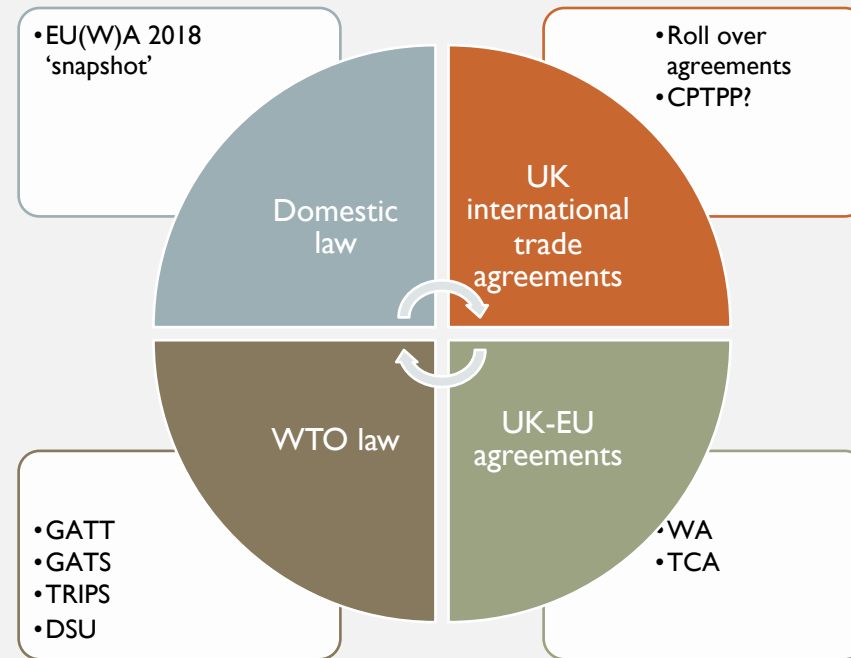 •EU(W)A 2018
‘snapshot’
•Roll over
agreements
•CPTPP?
Domestic
law
UK
international
trade
agreements
WTO law
UK-EU
agreements
•GATT
•GATS
•TRIPS
•DSU
•WA
•TCA